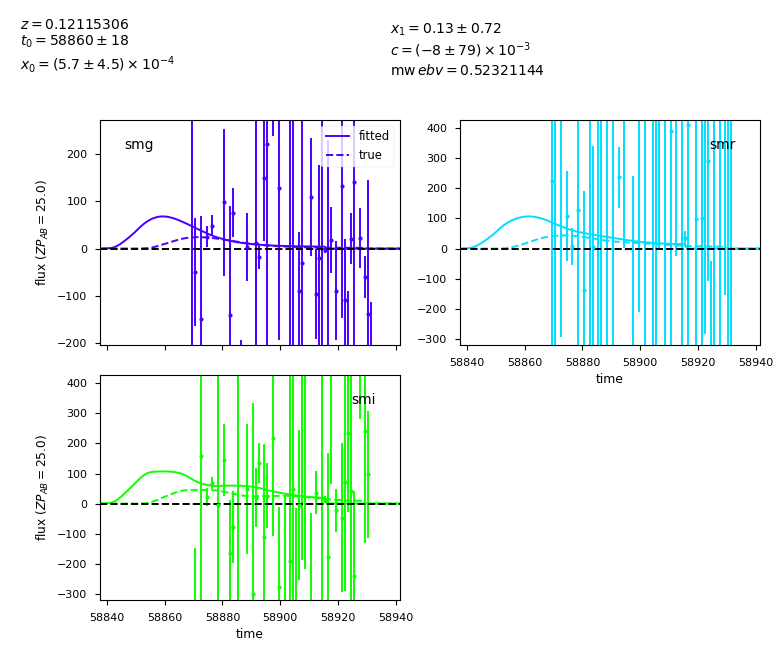 z = 0.12115306
t₀ = 58860 ± 18
x₀ = (5.7 ± 4.5) × 10⁻⁴
x₁ = 0.13 ± 0.72
c = (−8 ± 79) × 10⁻³
mw ebv = 0.52321144
smg
fitted
true
200
100
0
−100
−200
flux (ZP_AB = 25.0)
smr
400
300
200
100
0
−100
−200
−300
58840 58860 58880 58900 58920 58940
time
smi
400
300
200
100
0
−100
−200
−300
flux (ZP_AB = 25.0)
58840 58860 58880 58900 58920 58940
time